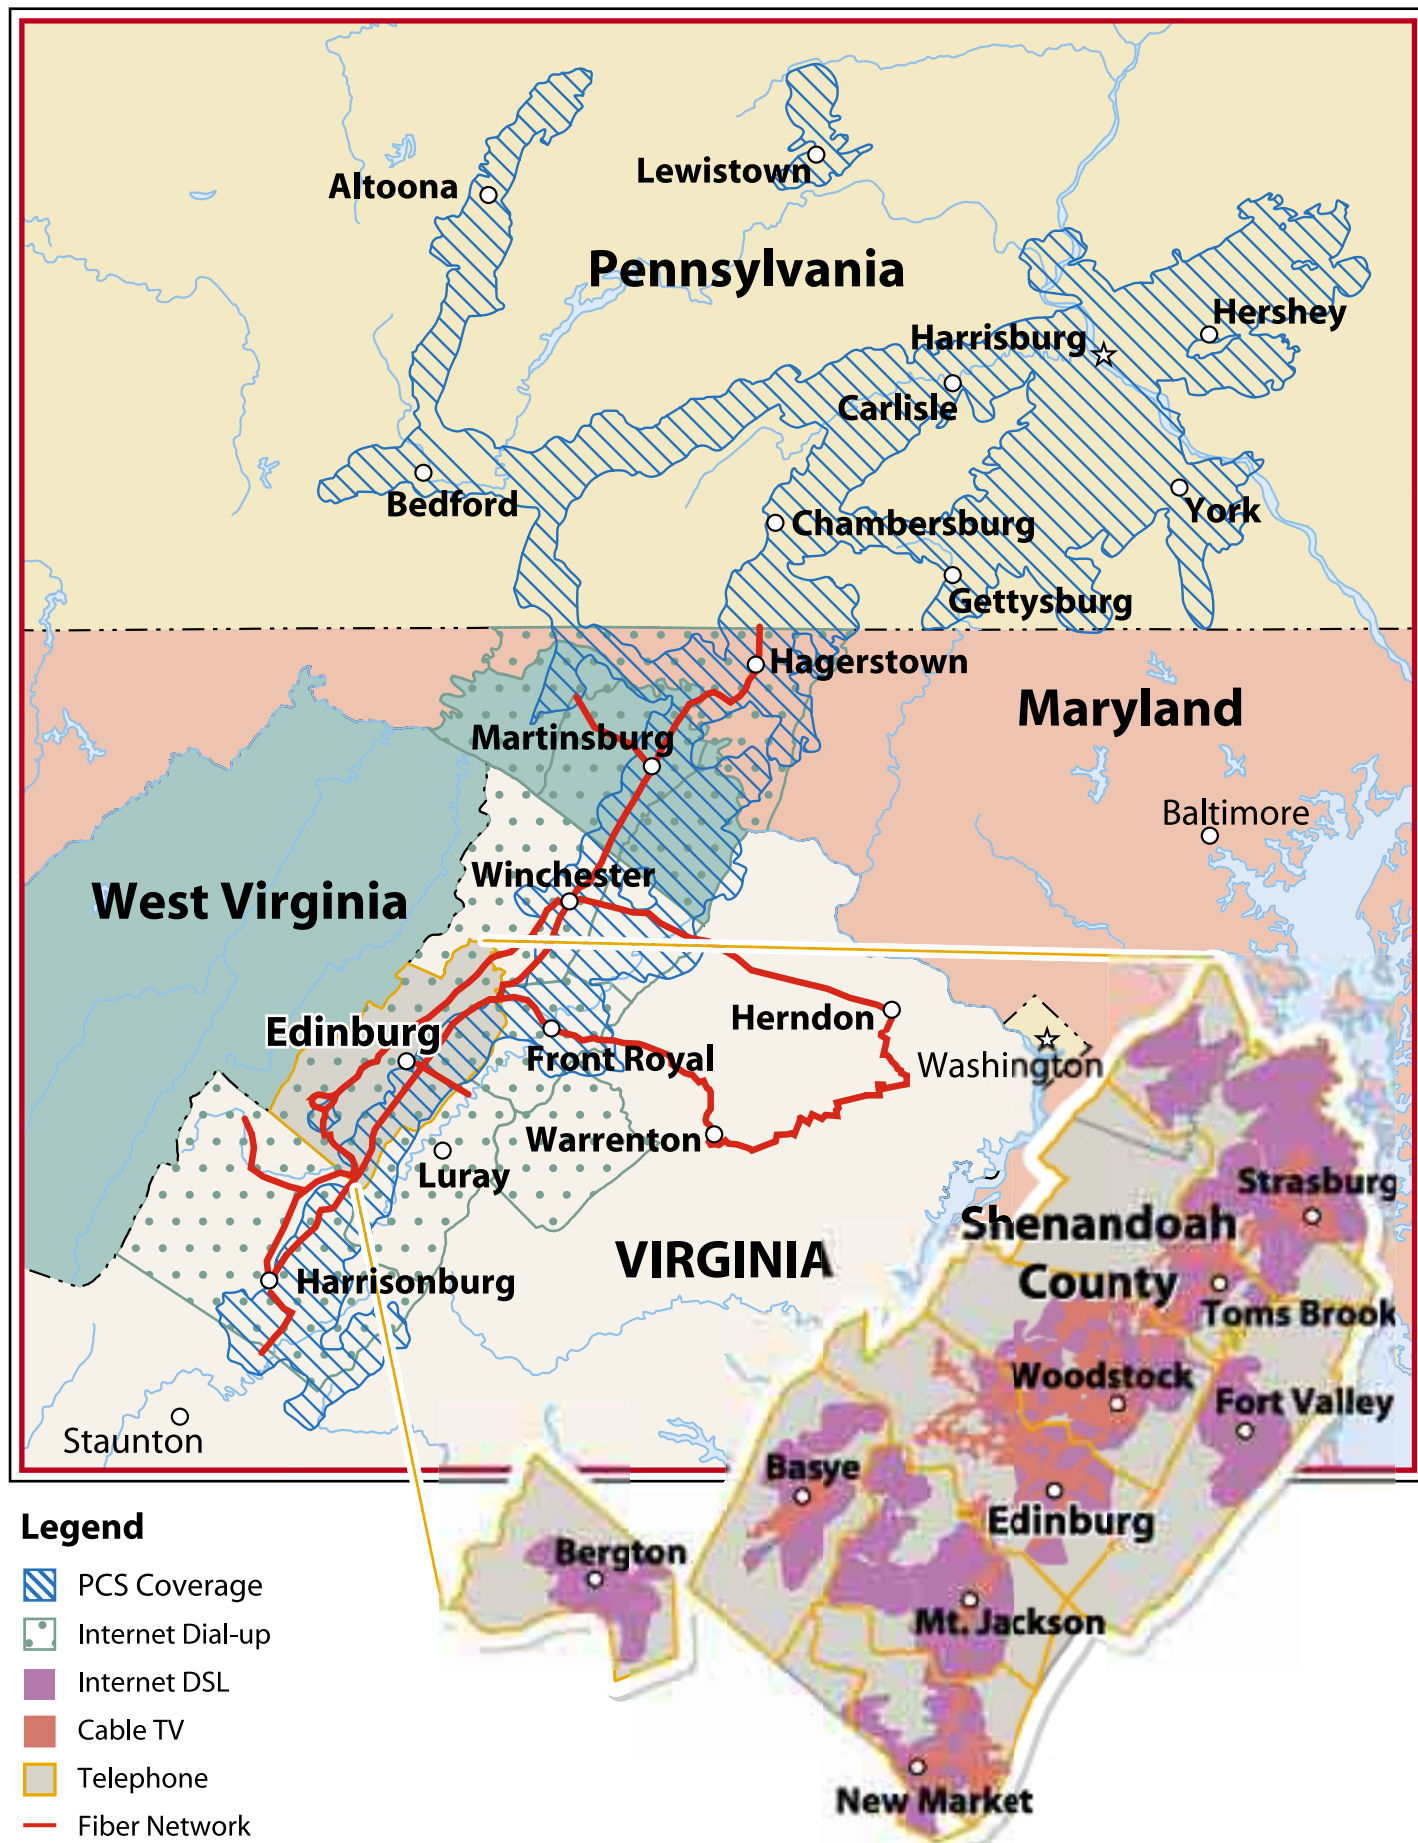 Altoona
Lewistown
Pennsylvania
Hershey
Harrisburg
Carlisle
Bedford
York
Chambersburg
Gettysburg
Hagerstown
Maryland
Martinsburg
Baltimore
Winchester
West Virginia
Herndon
Edinburg
Front Royal
Washington
Warrenton
Luray
Strasburg
Shenandoah
County
VIRGINIA
Harrisonburg
Toms Brook
Woodstock
Fort Valley
Staunton
Basye
Edinburg
Bergton
Mt. Jackson
New Market
Legend
PCS Coverage
Internet Dial-up
Internet DSL
Cable TV
Telephone
Fiber Network